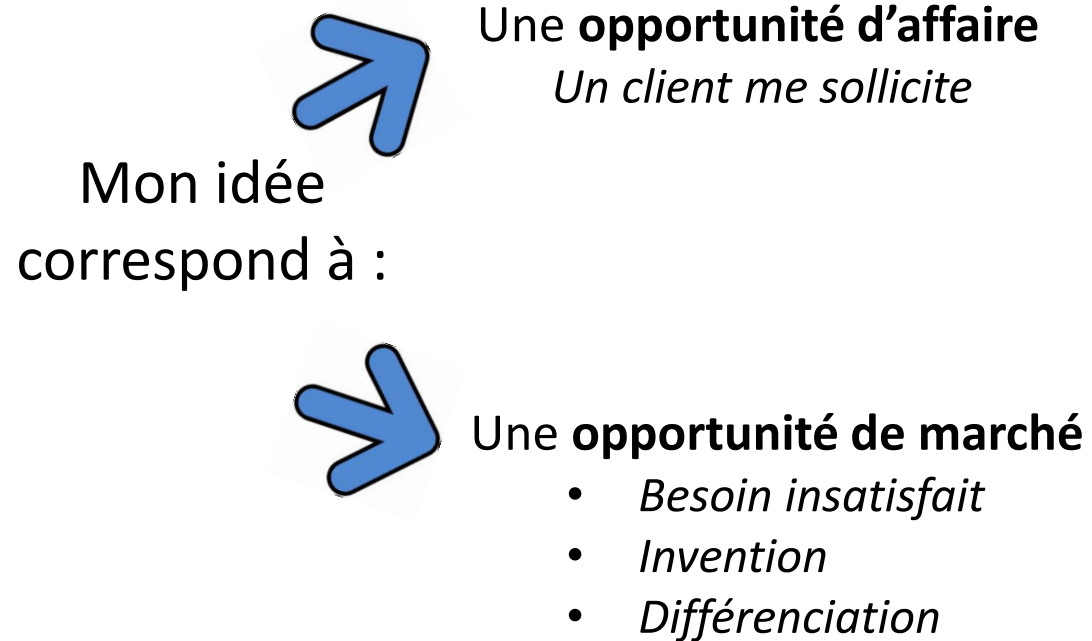 Une opportunité d’affaire
Un client me sollicite
Mon idée
correspond à :
Une opportunité de marché
• Besoin insatisfait
• Invention
• Différenciation